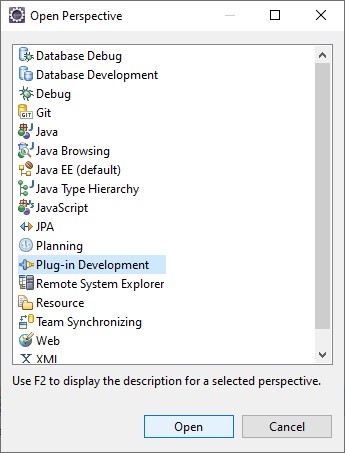 Open Perspective
Database Debug
Database Development
Debug
GIT Git
Java
Java Browsing
Java EE (default)
Java Type Hierarchy
JavaScript
JPA
Planning
Plug-in Development
Remote System Explorer
Resource
Team Synchronizing
Web
X XML
Use F2 to display the description for a selected perspective.
Open Cancel